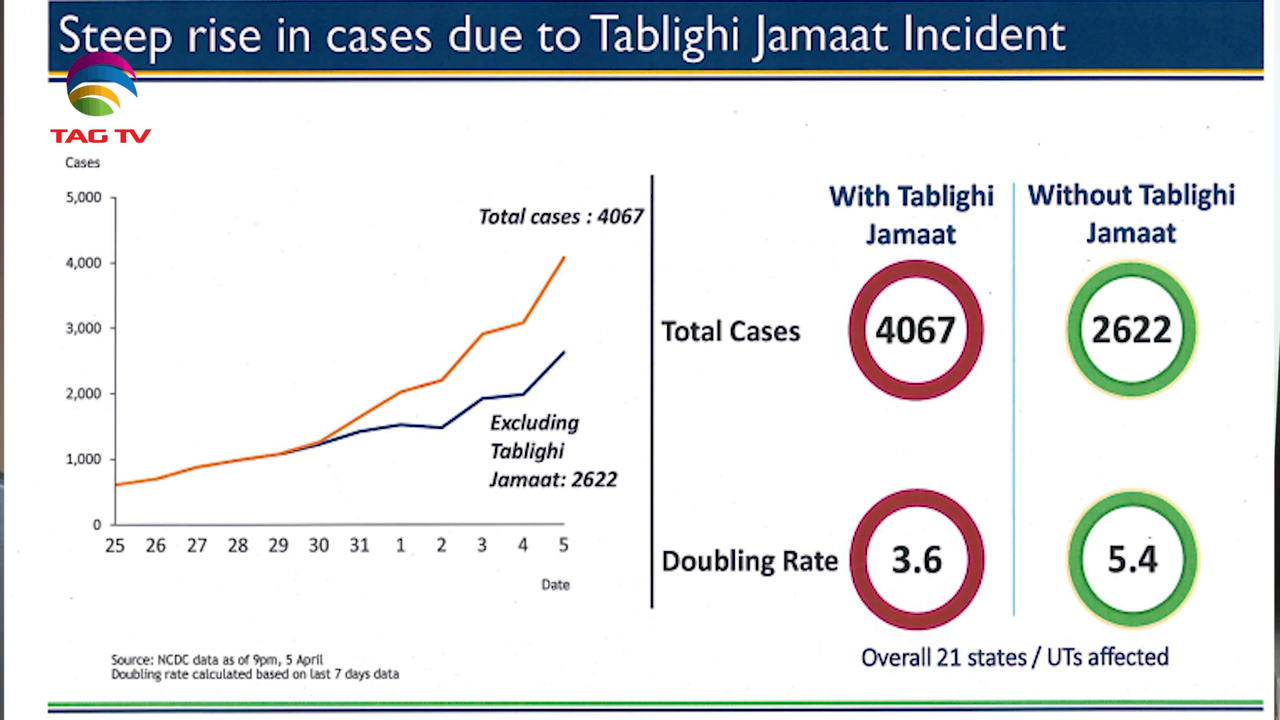 Steep rise in cases due to Tablighi Jamaat Incident
TAG TV
Cases
5,000
4,000
3,000
2,000
1,000
0
25 26 27 28 29 30 31 1 2 3 4 5
Date
Total cases : 4067
Excluding
Tablighi
Jamaat: 2622
With Tablighi
Jamaat
Without Tablighi
Jamaat
Total Cases
4067
2622
Doubling Rate
3.6
5.4
Overall 21 states / UTs affected
Source: NCDC data as of 9pm, 5 April
Doubling rate calculated based on last 7 days data